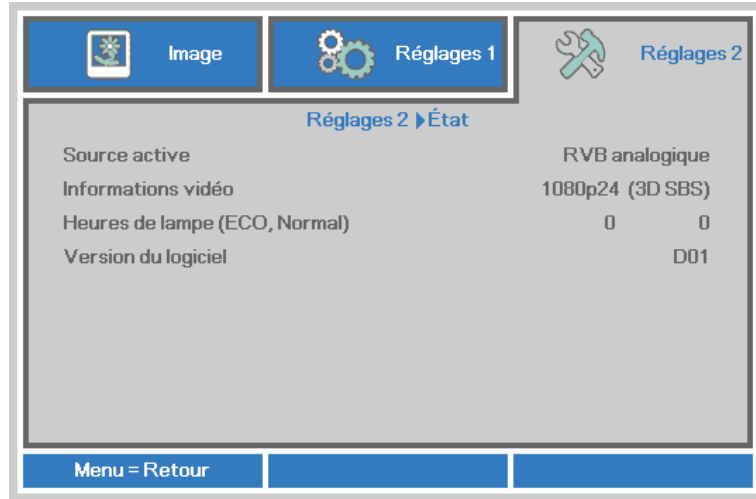 Image Réglages 1 Réglages 2
Réglages 2 ▶ État
Source active RVB analogique
Informations vidéo 1080p24 (3D SBS)
Heures de lampe (ECO, Normal) 0 0
Version du logiciel D01
Menu = Retour